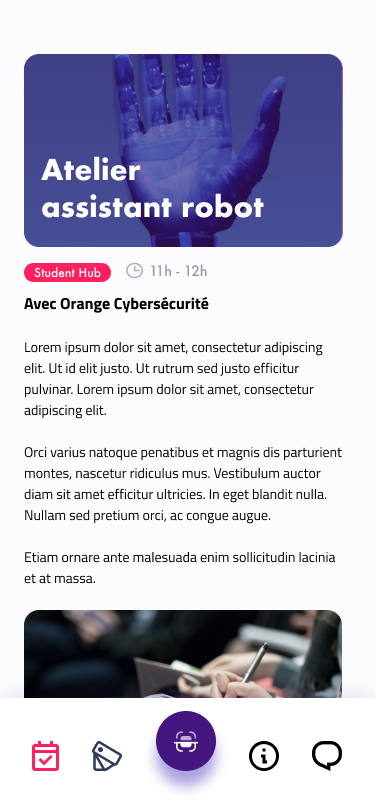 Atelier
assistant robot
Student Hub
11h - 12h
Avec Orange Cybersécurité
Lorem ipsum dolor sit amet, consectetur adipiscing
elit. Ut id elit justo. Ut rutrum sed justo efficitur
pulvinar. Lorem ipsum dolor sit amet, consectetur
adipiscing elit.
Orci varius natoque penatibus et magnis dis parturient
montes, nascetur ridiculus mus. Vestibulum auctor
diam sit amet efficitur ultricies. In eget blandit nulla.
Nullam sed pretium orci, ac congue augue.
Etiam ornare ante malesuada enim sollicitudin lacinia
et at massa.